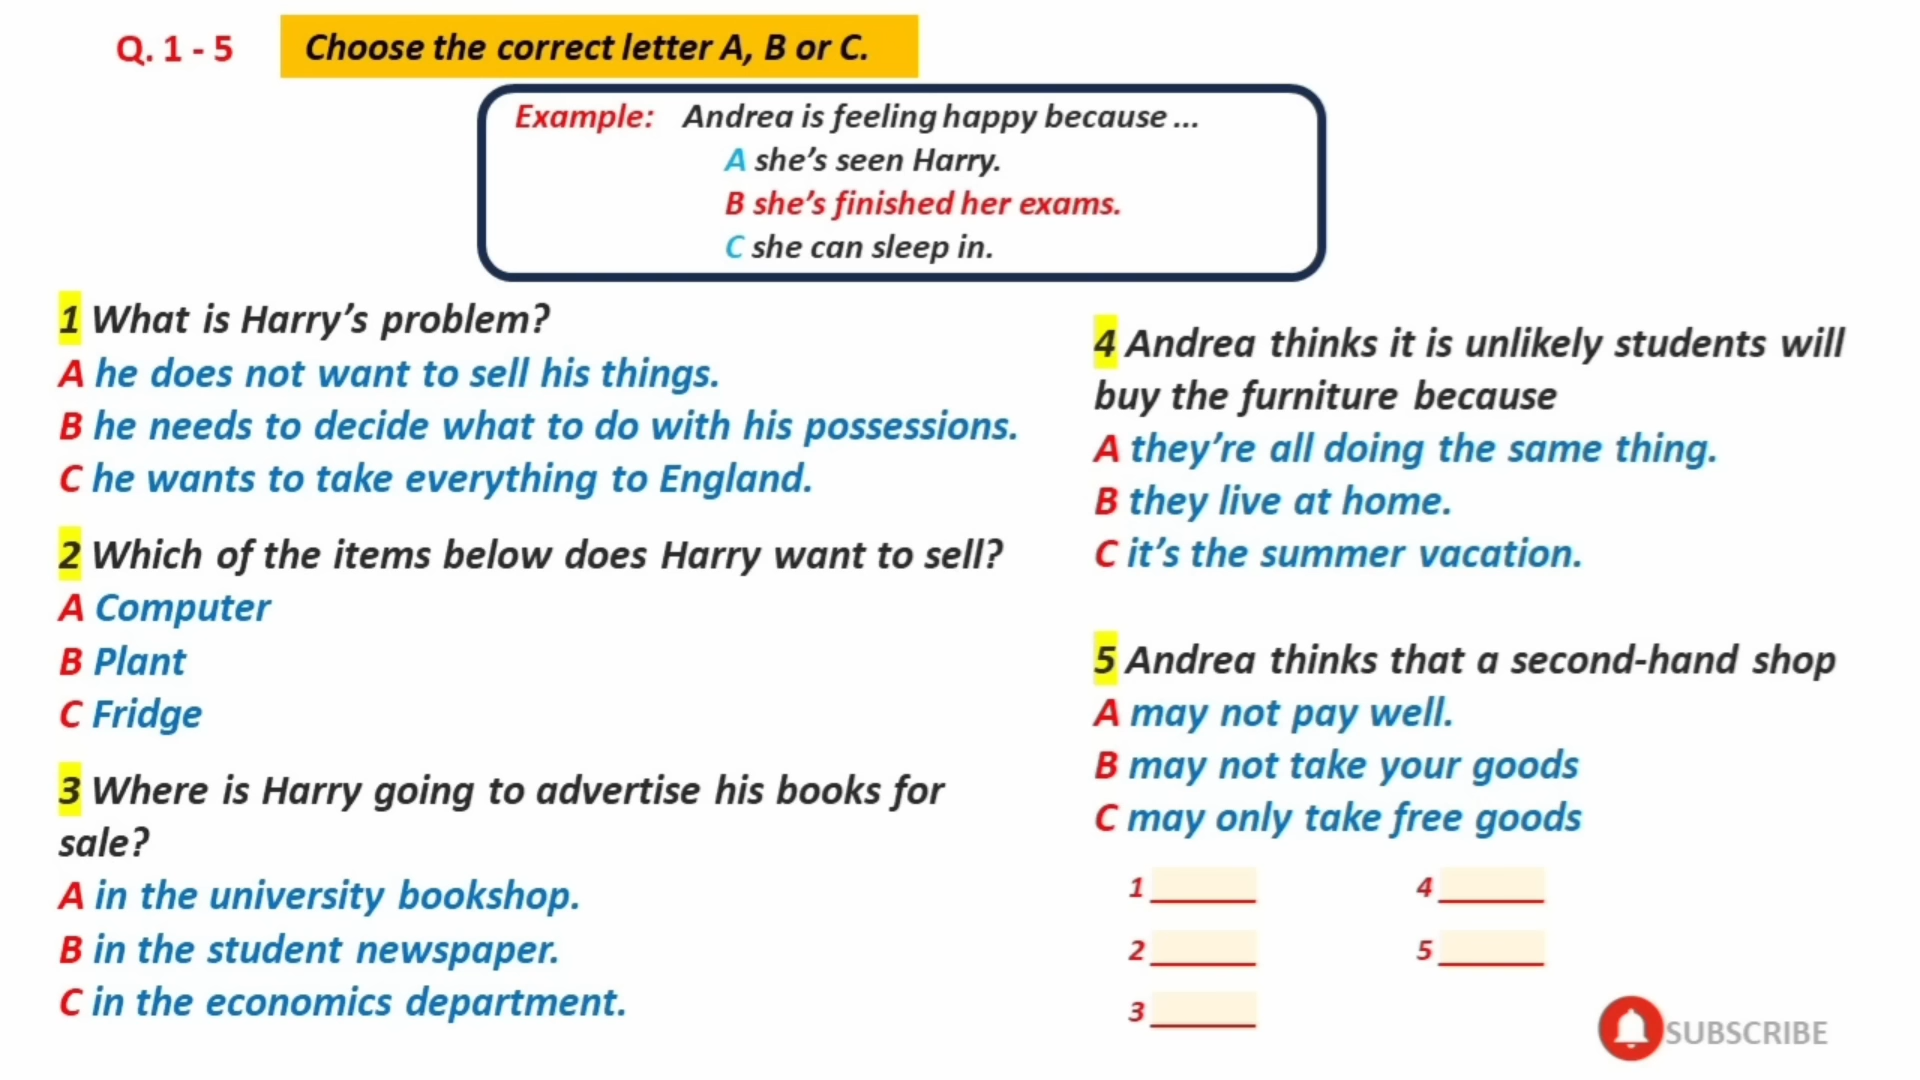 Q. 1 - 5
Choose the correct letter A, B or C.
Example: Andrea is feeling happy because ...
A she's seen Harry.
B she's finished her exams.
C she can sleep in.
1 What is Harry's problem?
A he does not want to sell his things.
B he needs to decide what to do with his possessions.
C he wants to take everything to England.
2 Which of the items below does Harry want to sell?
A Computer
B Plant
C Fridge
3 Where is Harry going to advertise his books for
sale?
A in the university bookshop.
B in the student newspaper.
C in the economics department.
4 Andrea thinks it is unlikely students will
buy the furniture because
A they're all doing the same thing.
B they live at home.
C it's the summer vacation.
5 Andrea thinks that a second-hand shop
A may not pay well.
B may not take your goods
C may only take free goods
1
2
3
4
5
SUBSCRIBE